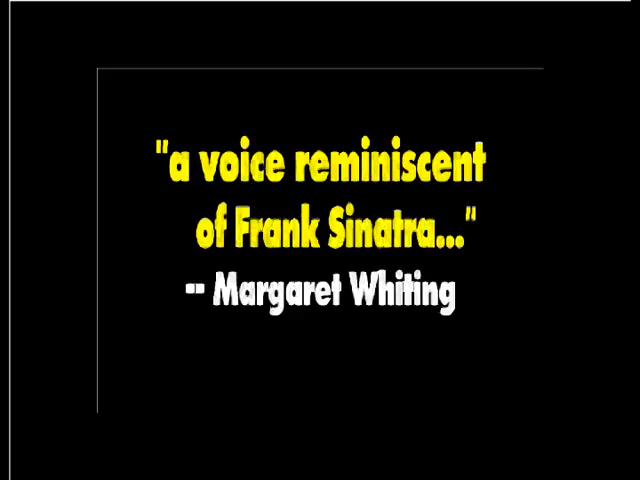 "a voice reminiscent
of Frank Sinatra..."
-- Margaret Whiting